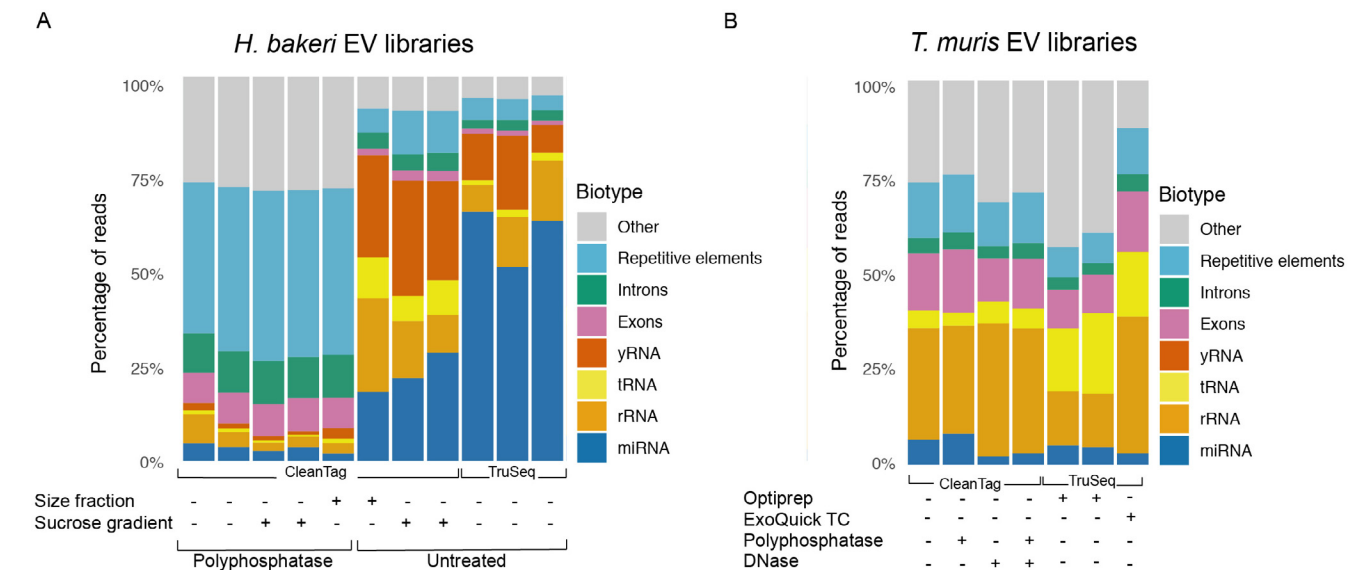 A
H. bakeri EV libraries
Percentage of reads
100%
75%
50%
25%
0%
Biotype
Other
Repetitive elements
Introns
Exons
yRNA
tRNA
rRNA
miRNA
CleanTag TruSeq
Size fraction - - - - + + - - - - -
Sucrose gradient - - + + - - + + - - -
Polyphosphatase Untreated
B
T. muris EV libraries
Percentage of reads
100%
75%
50%
25%
0%
Biotype
Other
Repetitive elements
Introns
Exons
yRNA
tRNA
rRNA
miRNA
CleanTag TruSeq
Optiprep - - - - + + -
ExoQuick TC - - - - - - +
Polyphosphatase - + - + - - -
DNase - - + + - - -